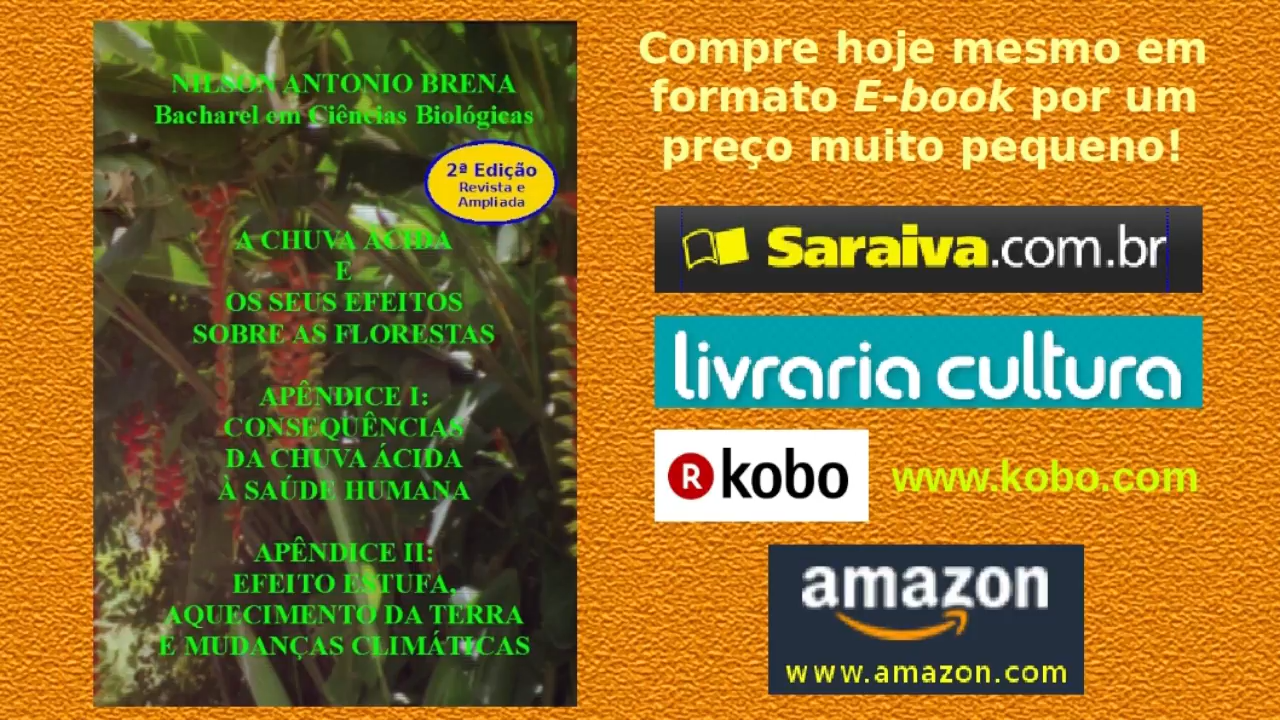 NILSON ANTONIO BRENA
Bacharel em Ciências Biológicas
2ª Edição
Revista e
Ampliada
A CHUVA ÁCIDA
E
OS SEUS EFEITOS
SOBRE AS FLORESTAS
APÊNDICE I:
CONSEQUÊNCIAS
DA CHUVA ÁCIDA
À SAÚDE HUMANA
APÊNDICE II:
EFEITO ESTUFA,
AQUECIMENTO DA TERRA
E MUDANÇAS CLIMÁTICAS
Compre hoje mesmo em
formato E-book por um
preço muito pequeno!
Saraiva.com.br
livraria cultura
R kobo www.kobo.com
amazon
www.amazon.com